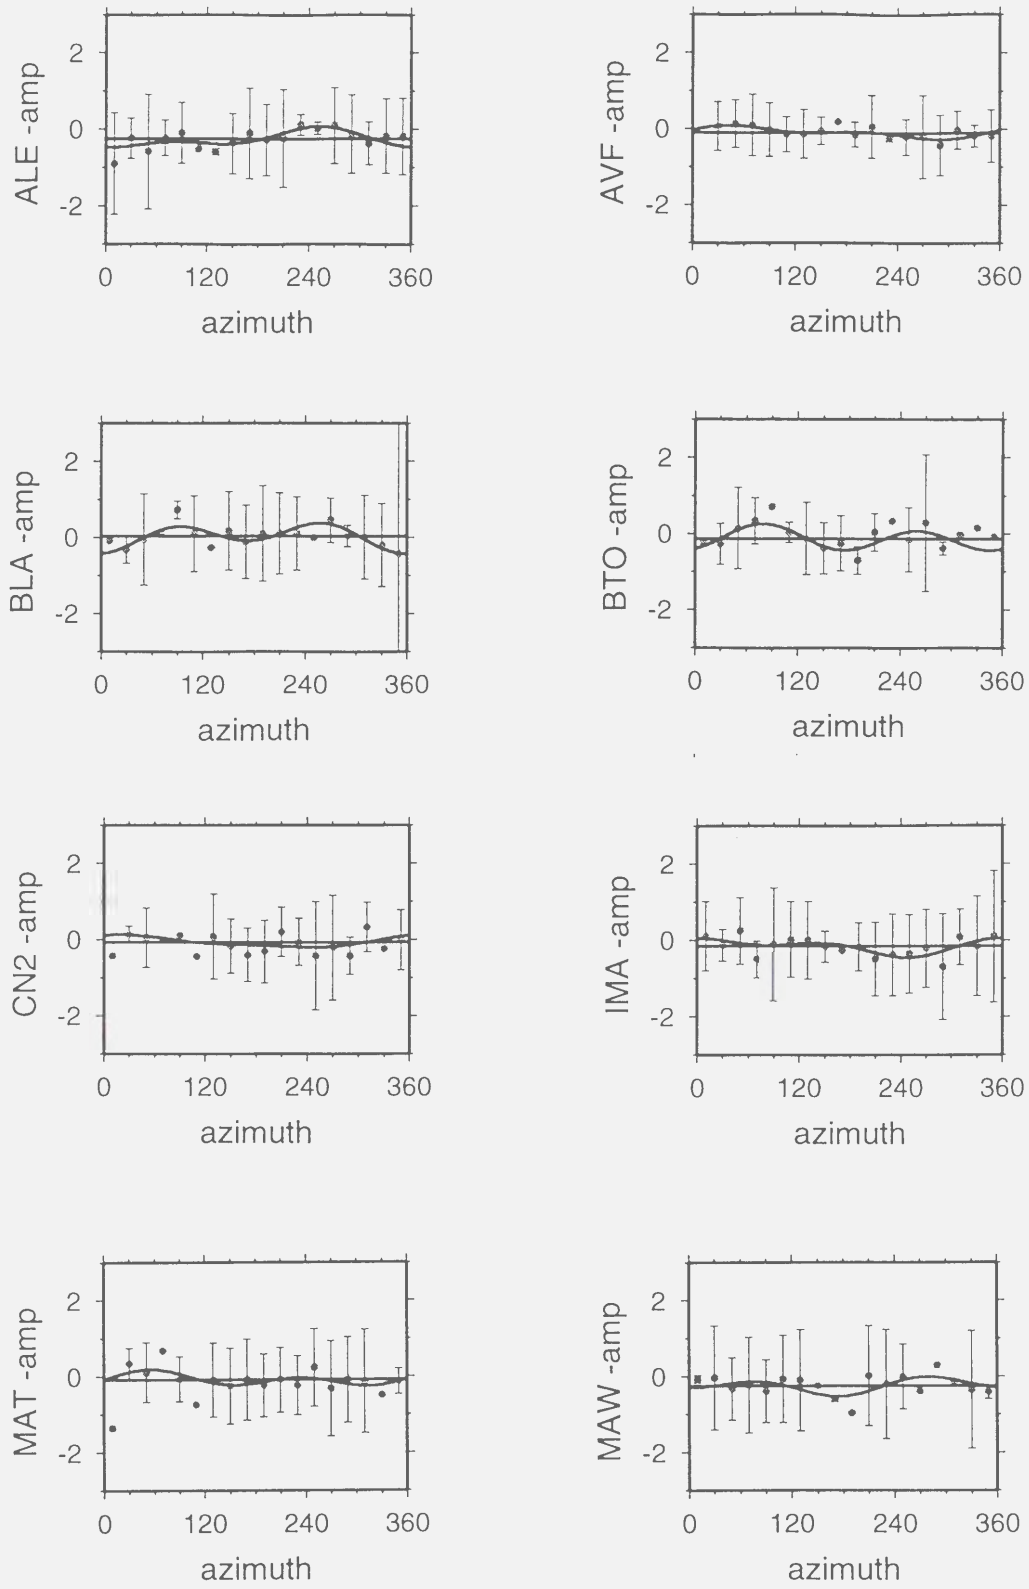 ALE -amp
2
0
-2
0 120 240 360
azimuth
AVF -amp
2
0
-2
0 120 240 360
azimuth
BLA -amp
2
0
-2
0 120 240 360
azimuth
BTO -amp
2
0
-2
0 120 240 360
azimuth
CN2 -amp
2
0
-2
0 120 240 360
azimuth
IMA -amp
2
0
-2
0 120 240 360
azimuth
MAT -amp
2
0
-2
0 120 240 360
azimuth
MAW -amp
2
0
-2
0 120 240 360
azimuth